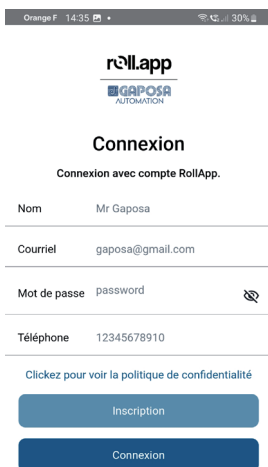 Orange F 14:35
30%
roll.app
GAPOSA
AUTOMATION
Connexion
Connexion avec compte RollApp.
Nom Mr Gaposa
Courriel gaposa@gmail.com
Mot de passe password
Téléphone 12345678910
Clickez pour voir la politique de confidentialité
Inscription
Connexion